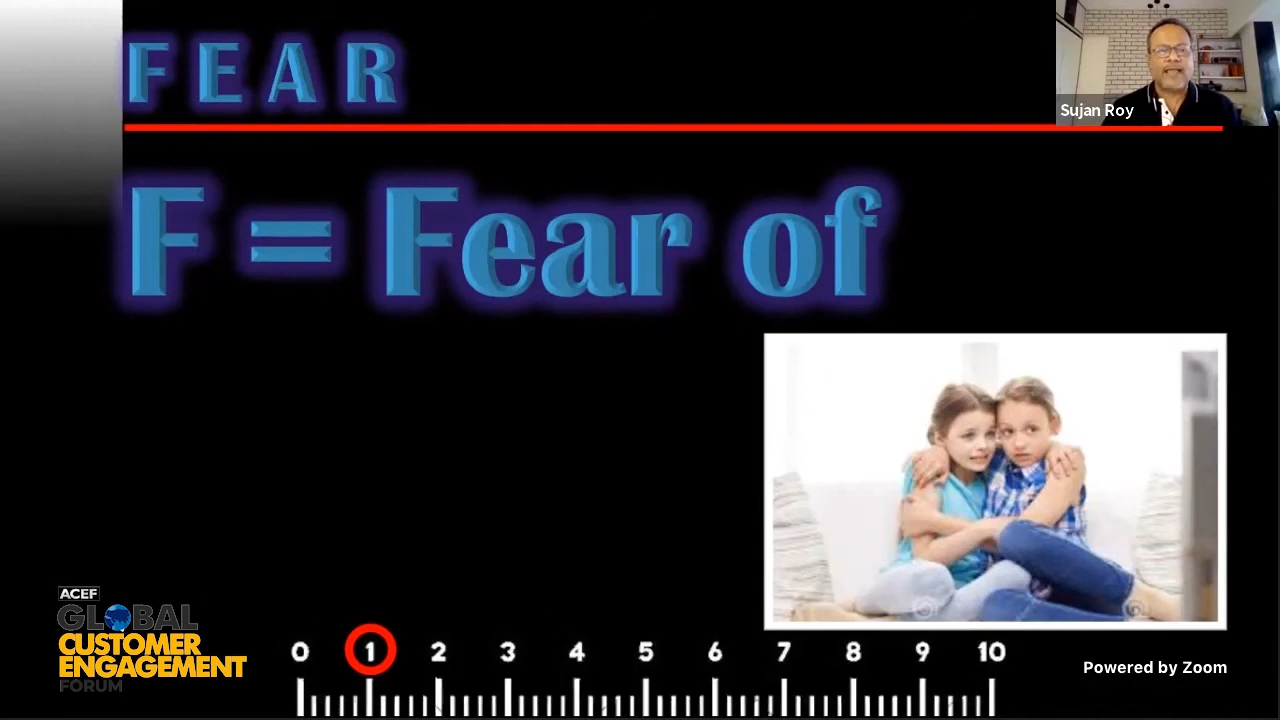 F E A R
Sujan Roy
F = Fear of
ACEF
GLOBAL
CUSTOMER
ENGAGEMENT
FORUM
0 1 2 3 4 5 6 7 8 9 10
Powered by Zoom